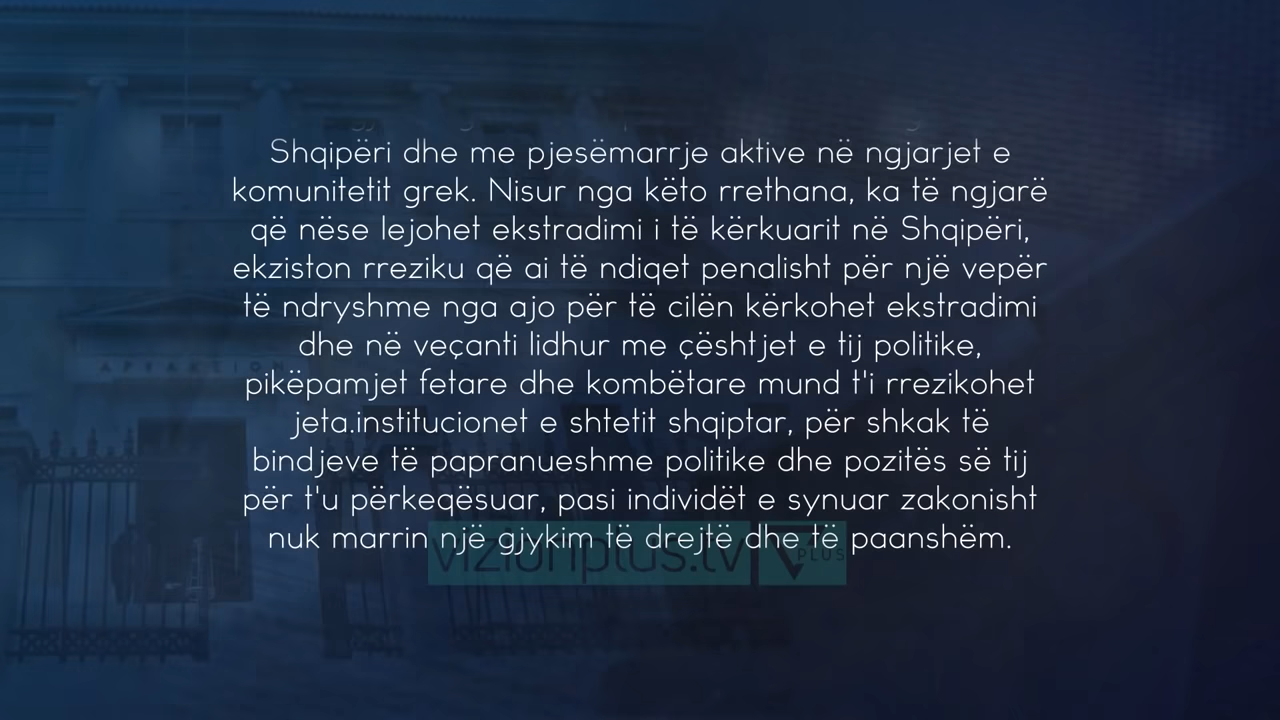 Shqipëri dhe me pjesëmarrje aktive në ngjarjet e
komunitetit grek. Nisur nga këto rrethana, ka të ngjarë
që nëse lejohet ekstradimi i të kërkuarit në Shqipëri,
ekziston rreziku që ai të ndiqet penalisht për një vepër
të ndryshme nga ajo për të cilën kërkohet ekstradimi
dhe në veçanti lidhur me çështjet e tij politike,
pikëpamjet fetare dhe kombëtare mund t'i rrezikohet
jeta.institucionet e shtetit shqiptar, për shkak të
bindjeve të papranueshme politike dhe pozitës së tij
për t'u përkeqësuar, pasi individët e synuar zakonisht
nuk marrin një gjykim të drejtë dhe të paanshëm.
vizionplus.tv PLUS